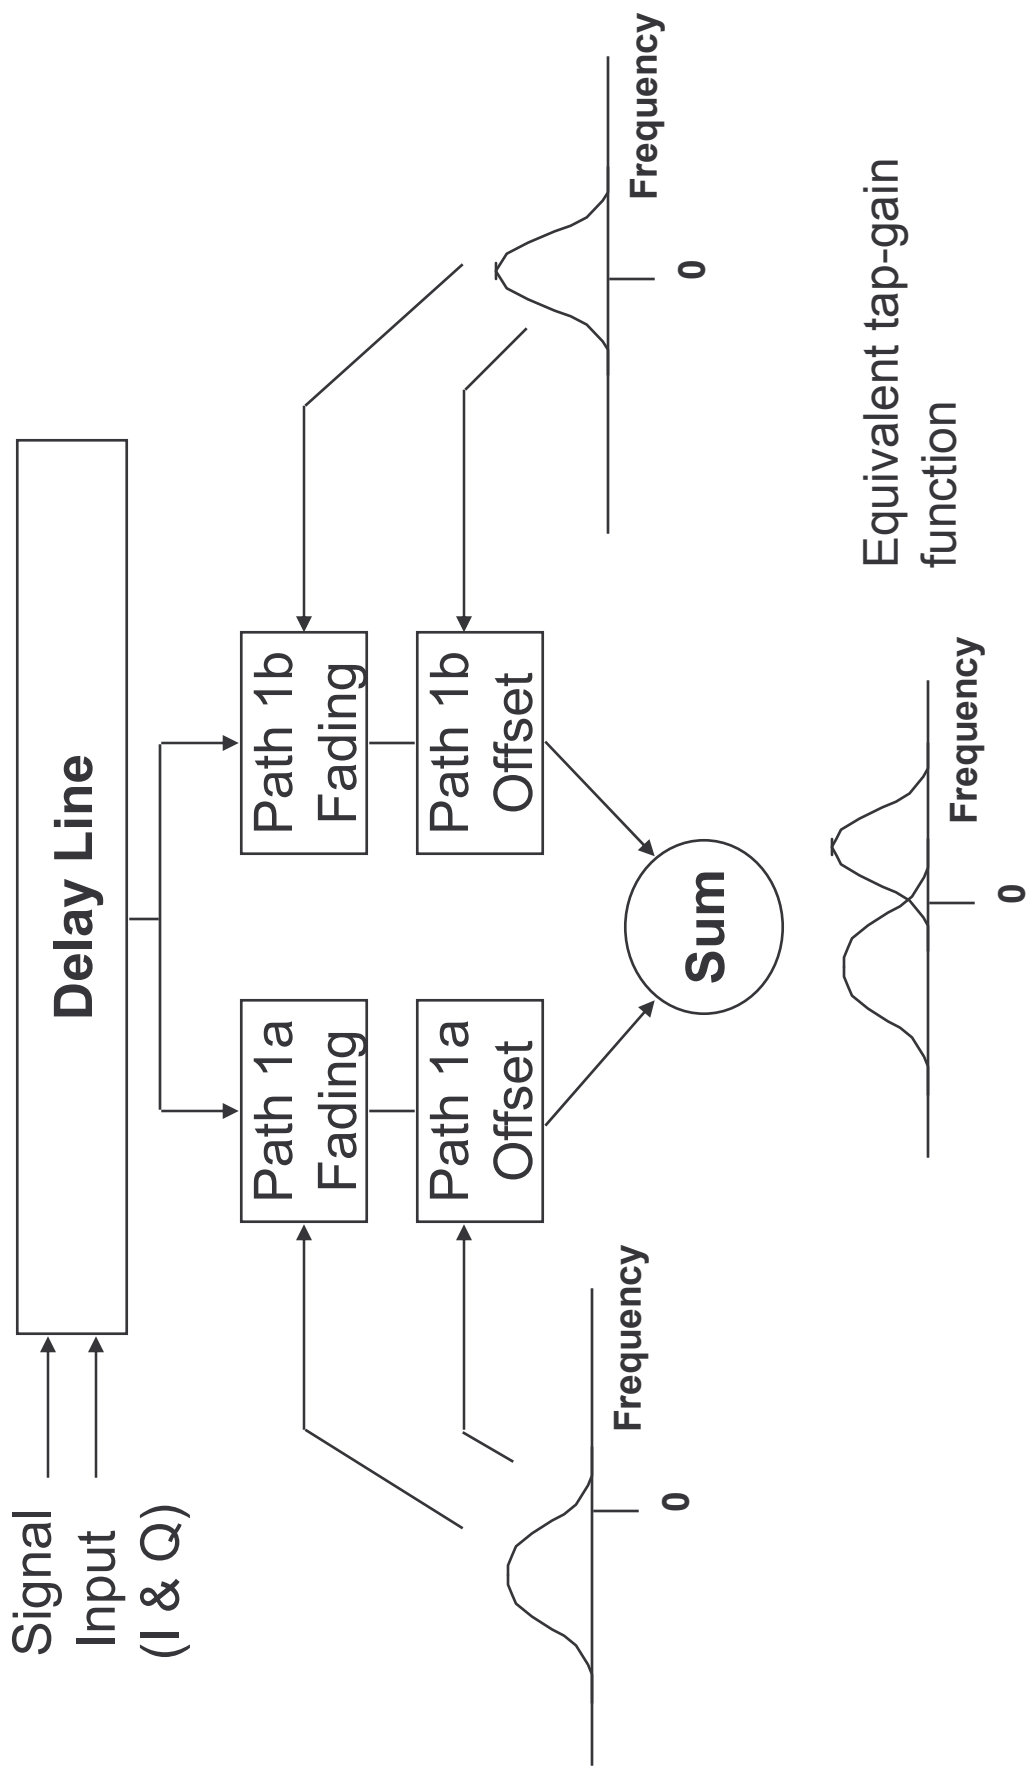 Signal
Input
(I & Q)
Delay Line
Path 1a
Fading
Path 1b
Fading
Path 1a
Offset
Path 1b
Offset
Sum
Frequency
0
Frequency
0
Frequency
0
Equivalent tap-gain
function